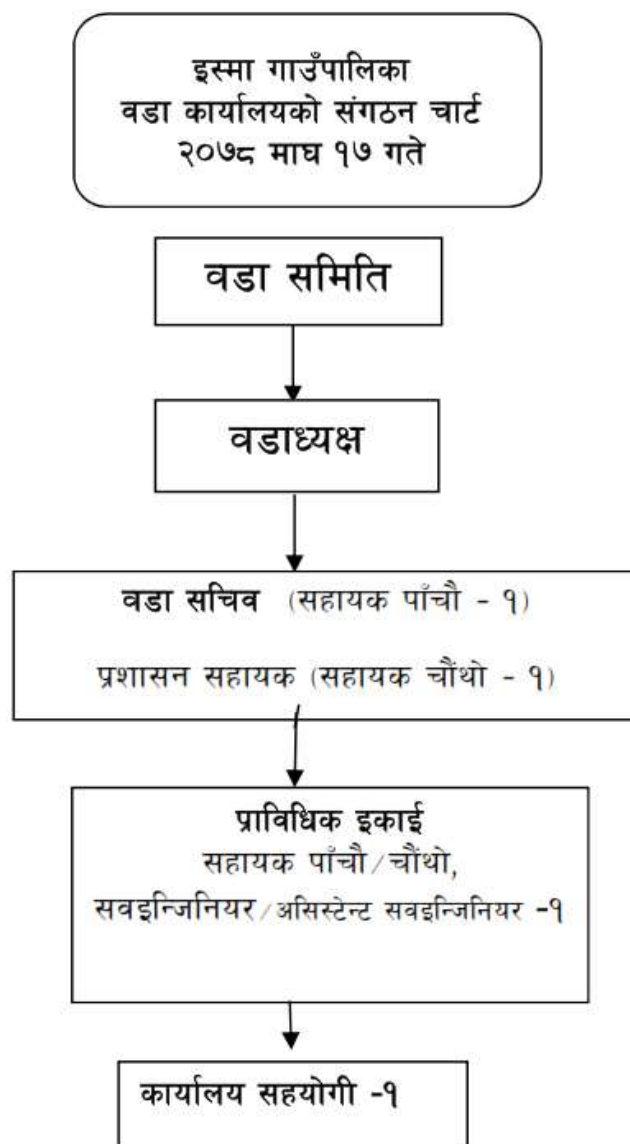 इस्मा गाउँपालिका
वडा कार्यालयको संगठन चार्ट
२०७८ माघ १७ गते
वडा समिति
वडाध्यक्ष
वडा सचिव (सहायक पाँचौ - १)
प्रशासन सहायक (सहायक चौंथो - १)
प्राविधिक इकाई
सहायक पाँचौ/चौंथो,
सवइन्जिनियर/असिस्टेन्ट सवइन्जिनियर -१
कार्यालय सहयोगी -१